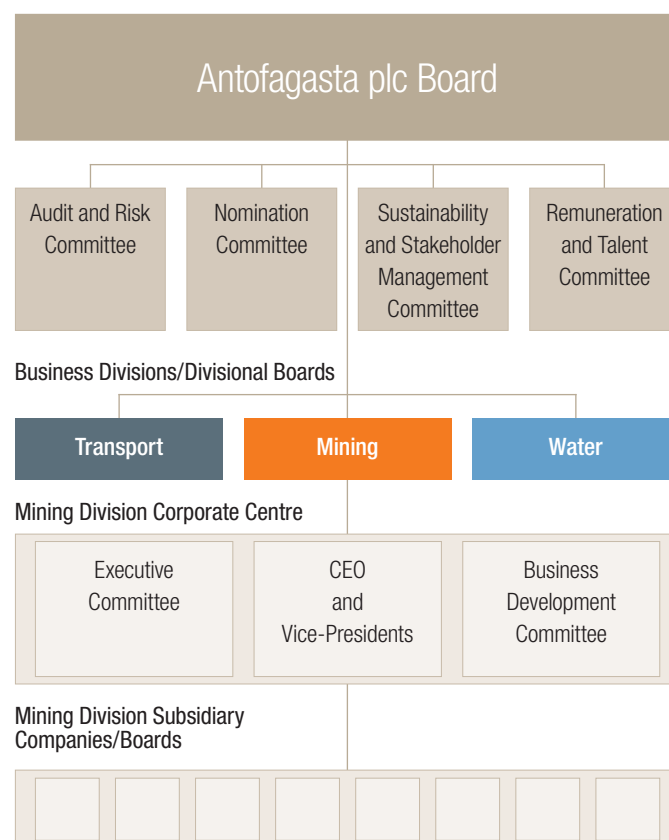 Antofagasta plc Board
Audit and Risk
Committee
Nomination
Committee
Sustainability
and Stakeholder
Management
Committee
Remuneration
and Talent
Committee
Business Divisions/Divisional Boards
Transport
Mining
Water
Mining Division Corporate Centre
Executive
Committee
CEO
and
Vice-Presidents
Business
Development
Committee
Mining Division Subsidiary
Companies/Boards